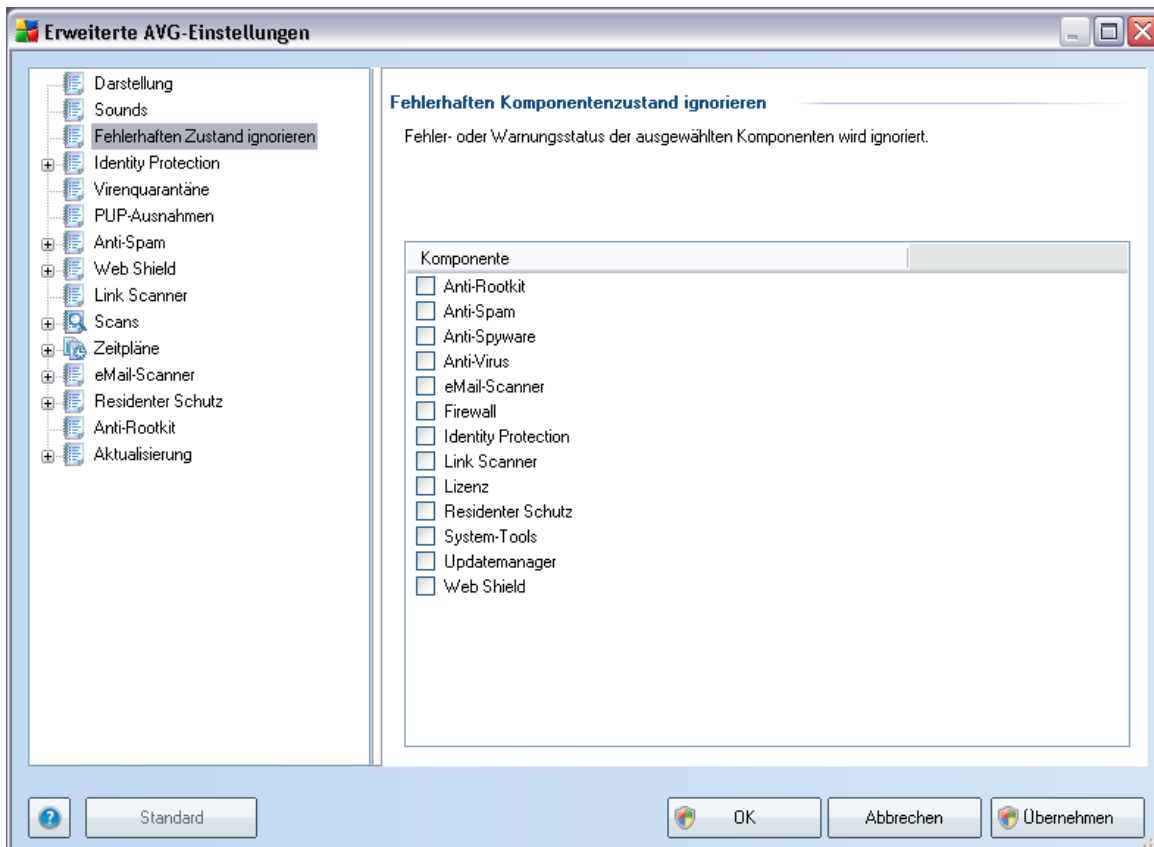 Erweiterte AVG-Einstellungen
Darstellung
Sounds
Fehlerhaften Zustand ignorieren
Identity Protection
Virenquarantäne
PUP-Ausnahmen
Anti-Spam
Web Shield
Link Scanner
Scans
Zeitpläne
eMail-Scanner
Residenter Schutz
Anti-Rootkit
Aktualisierung
Fehlerhaften Komponentenzustand ignorieren
Fehler- oder Warnungsstatus der ausgewählten Komponenten wird ignoriert.
Komponente
Anti-Rootkit
Anti-Spam
Anti-Spyware
Anti-Virus
eMail-Scanner
Firewall
Identity Protection
Link Scanner
Lizenz
Residenter Schutz
System-Tools
Updatemanager
Web Shield
? Standard OK Abbrechen Übernehmen